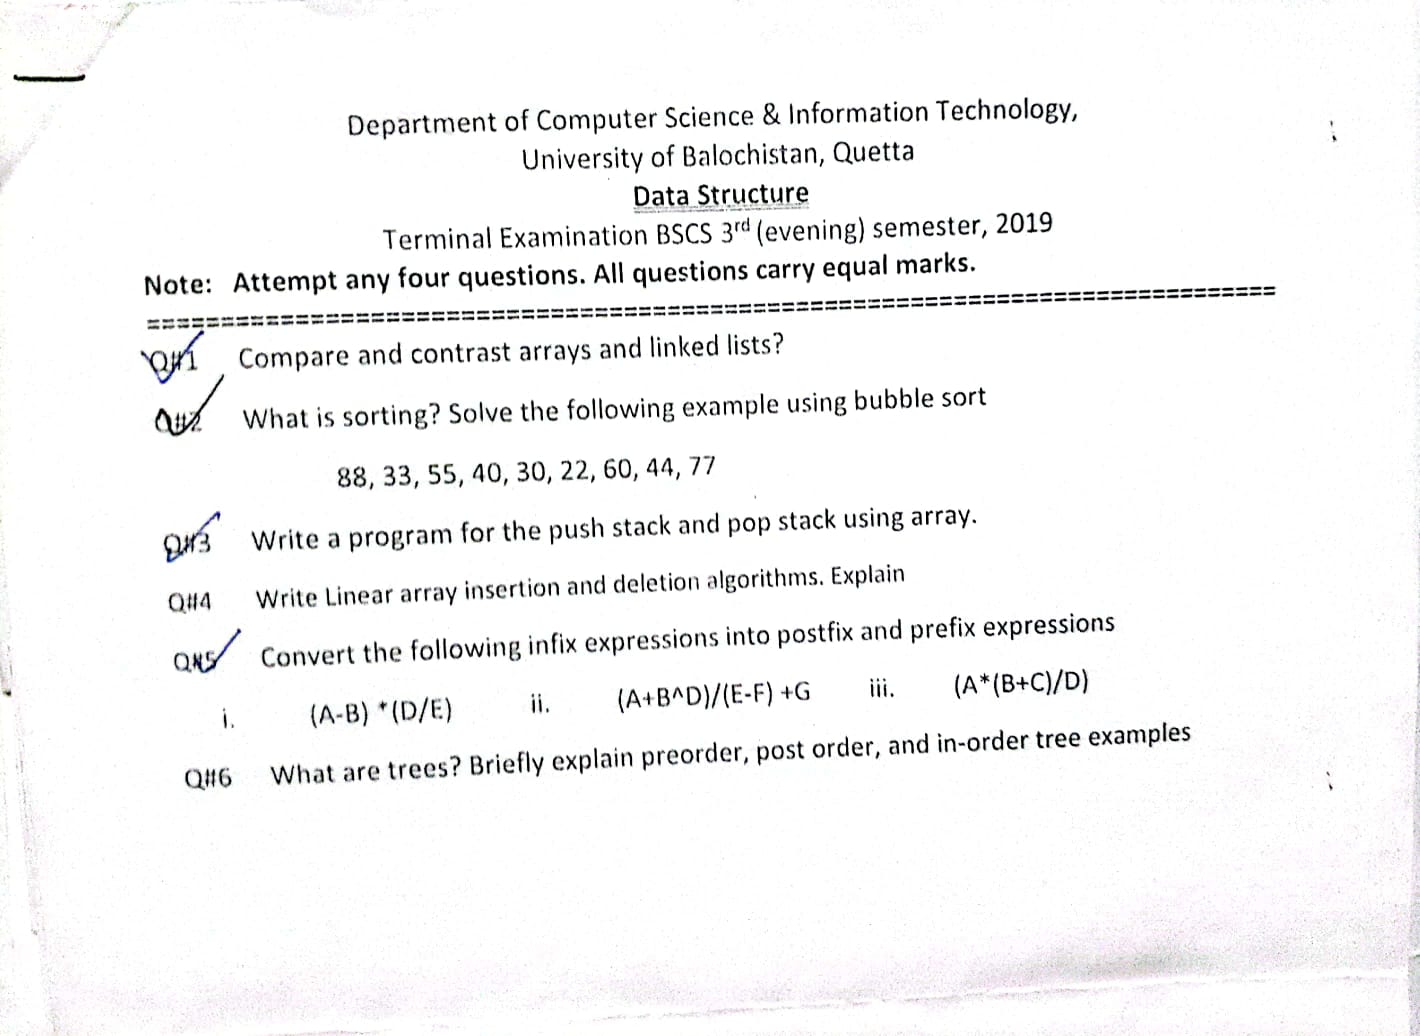 Department of Computer Science & Information Technology,
University of Balochistan, Quetta
Data Structure
Terminal Examination BSCS 3rd (evening) semester, 2019
Note: Attempt any four questions. All questions carry equal marks.
================================================================================
Q#1 Compare and contrast arrays and linked lists?
Q#2 What is sorting? Solve the following example using bubble sort
88, 33, 55, 40, 30, 22, 60, 44, 77
Q#3 Write a program for the push stack and pop stack using array.
Q#4 Write Linear array insertion and deletion algorithms. Explain
Q#5 Convert the following infix expressions into postfix and prefix expressions
i. (A-B) *(D/E) ii. (A+B^D)/(E-F) +G iii. (A*(B+C)/D)
Q#6 What are trees? Briefly explain preorder, post order, and in-order tree examples